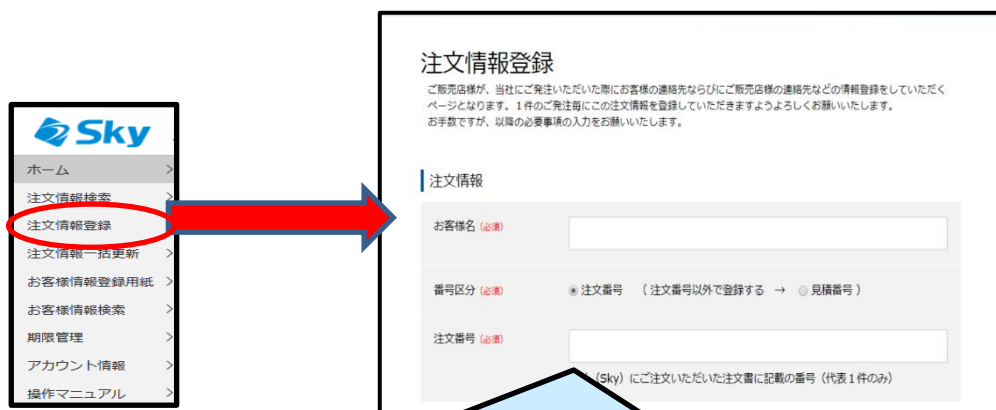 Sky
ホーム >
注文情報検索 >
注文情報登録
注文情報一括更新 >
お客様情報登録用紙 >
お客様情報検索 >
期限管理 >
アカウント情報 >
操作マニュアル >
注文情報登録
ご販売店様が、当社にご発注いただいた際にお客様の連絡先ならびにご販売店様の連絡先などの情報登録をしていただく
ページとなります。1件のご発注毎にこの注文情報を登録していただきますようよろしくお願いいたします。
お手数ですが、以降の必要事項の入力をお願いいたします。
注文情報
お客様名 (必須)
番号区分 (必須)
注文番号 ( 注文番号以外で登録する → 見積番号 )
注文番号 (必須)
(Sky) にご注文いただいた注文書に記載の番号 (代表1件のみ)